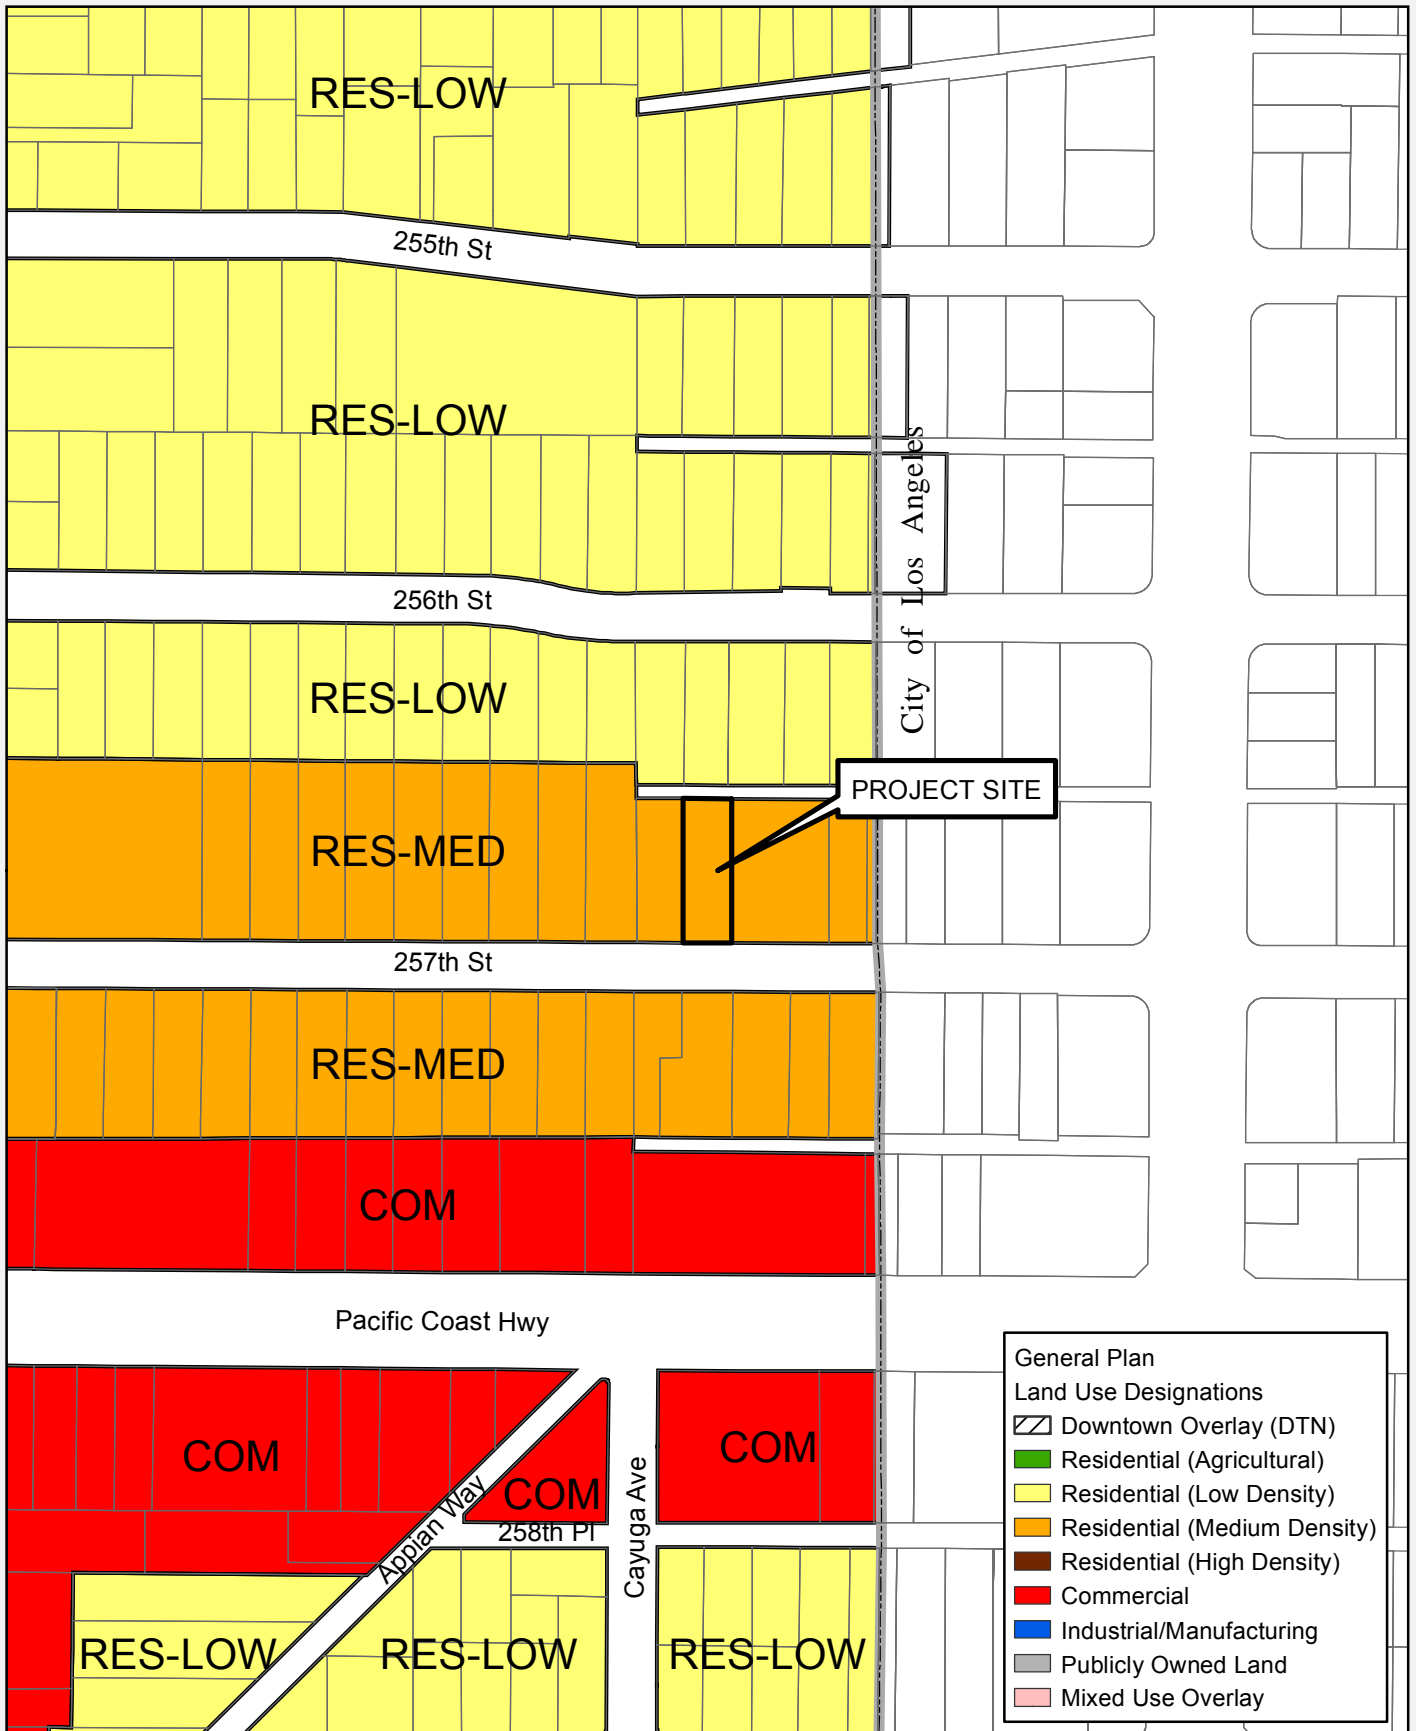 RES-LOW
255th St
RES-LOW
City of Los Angeles
256th St
RES-LOW
PROJECT SITE
RES-MED
257th St
RES-MED
COM
Pacific Coast Hwy
General Plan
Land Use Designations
Downtown Overlay (DTN)
Residential (Agricultural)
Residential (Low Density)
Residential (Medium Density)
Residential (High Density)
Commercial
Industrial/Manufacturing
Publicly Owned Land
Mixed Use Overlay
COM
COM
COM
Appian Way
258th Pl
Cayuga Ave
RES-LOW
RES-LOW
RES-LOW